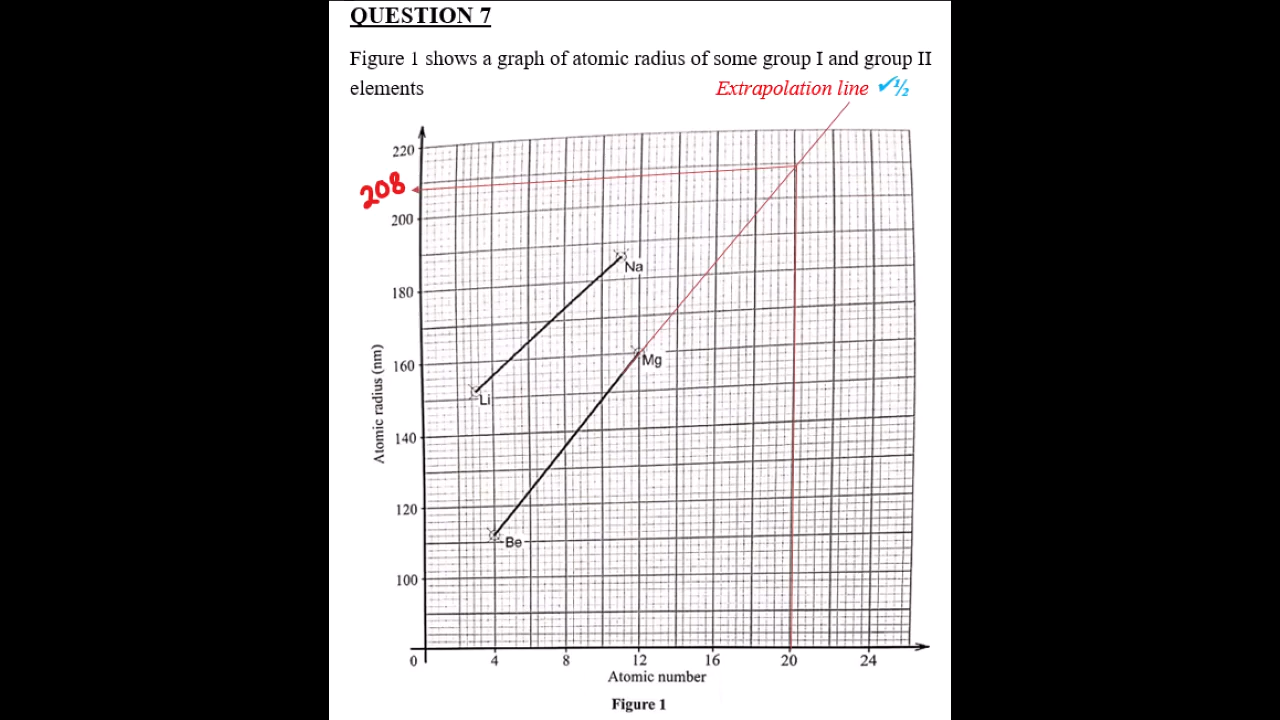 QUESTION 7
Figure 1 shows a graph of atomic radius of some group I and group II
elements
Extrapolation line ✓½
220
208
200
Na
180
Atomic radius (nm)
160
Mg
Li
140
120
Be
100
0 4 8 12 16 20 24
Atomic number
Figure 1